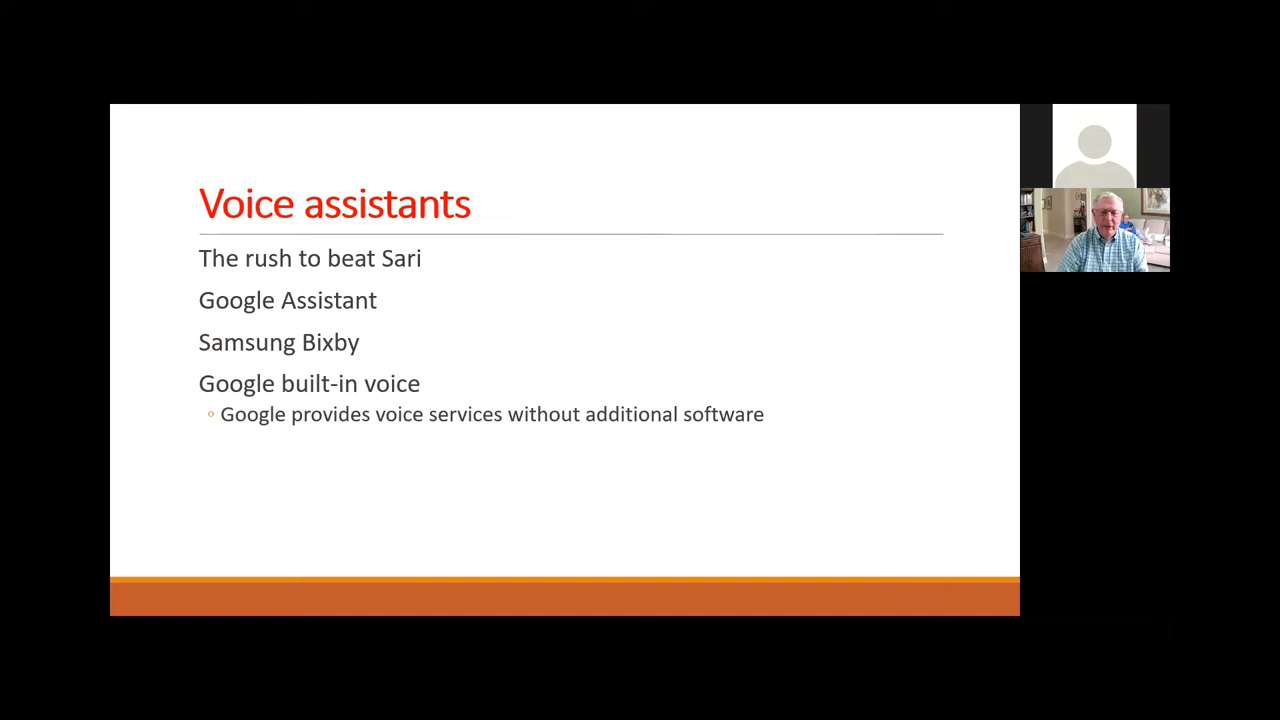 Voice assistants
The rush to beat Sari
Google Assistant
Samsung Bixby
Google built-in voice
Google provides voice services without additional software